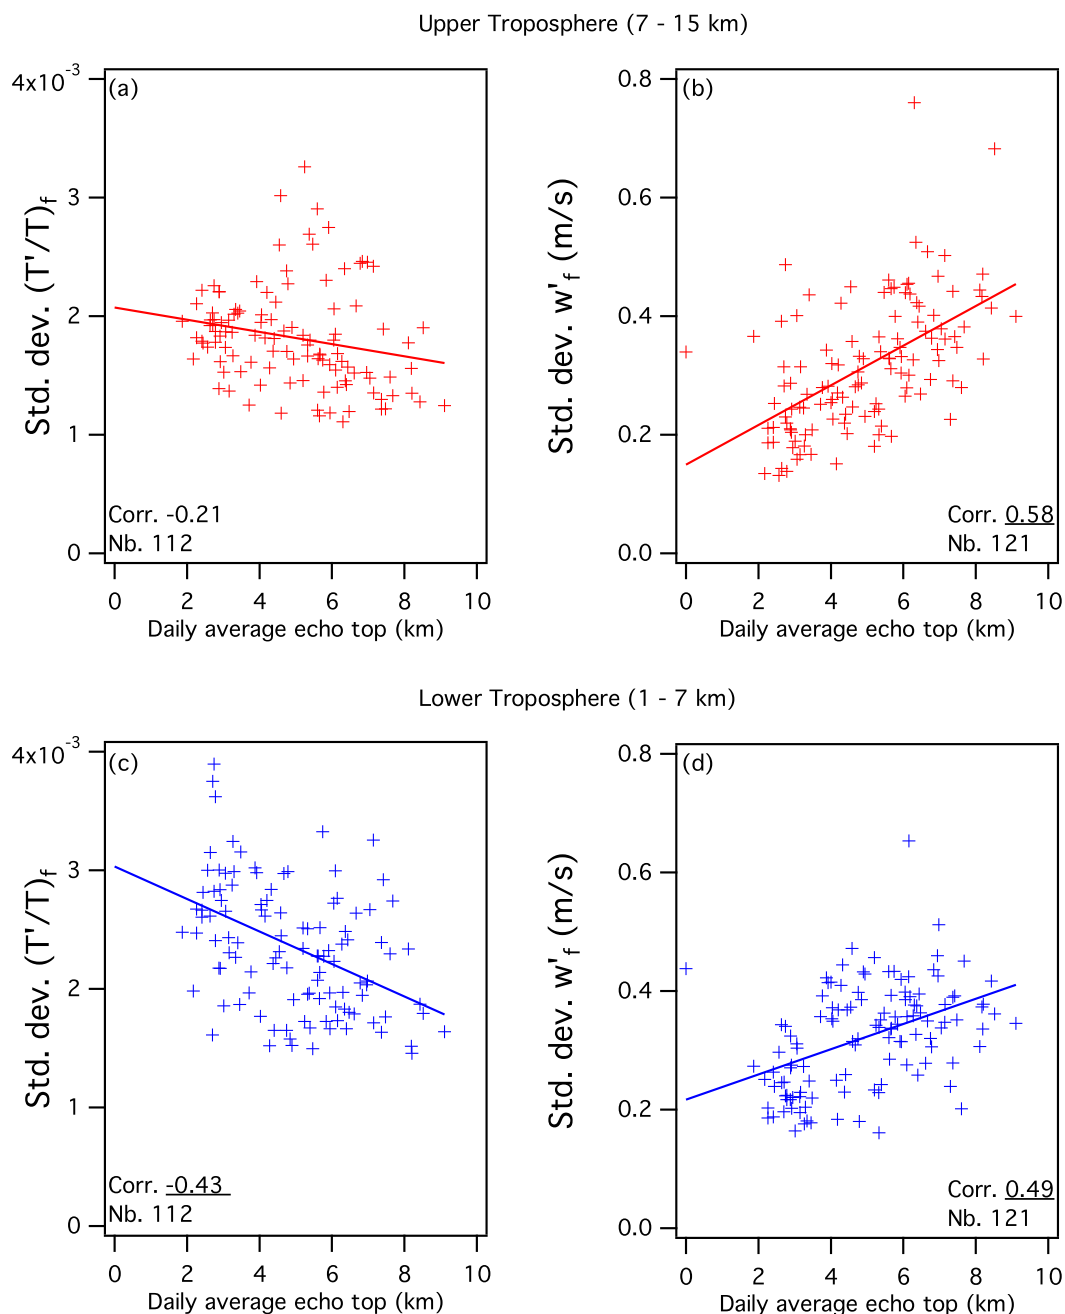 Upper Troposphere (7 - 15 km)
(a)
4x10-3
3
2
1
0
Std. dev. (T'/T)f
Corr. -0.21
Nb. 112
0 2 4 6 8 10
Daily average echo top (km)
(b)
0.8
0.6
0.4
0.2
0.0
Std. dev. w'f (m/s)
Corr. 0.58
Nb. 121
0 2 4 6 8 10
Daily average echo top (km)
Lower Troposphere (1 - 7 km)
(c)
4x10-3
3
2
1
0
Std. dev. (T'/T)f
Corr. -0.43
Nb. 112
0 2 4 6 8 10
Daily average echo top (km)
(d)
0.8
0.6
0.4
0.2
0.0
Std. dev. w'f (m/s)
Corr. 0.49
Nb. 121
0 2 4 6 8 10
Daily average echo top (km)